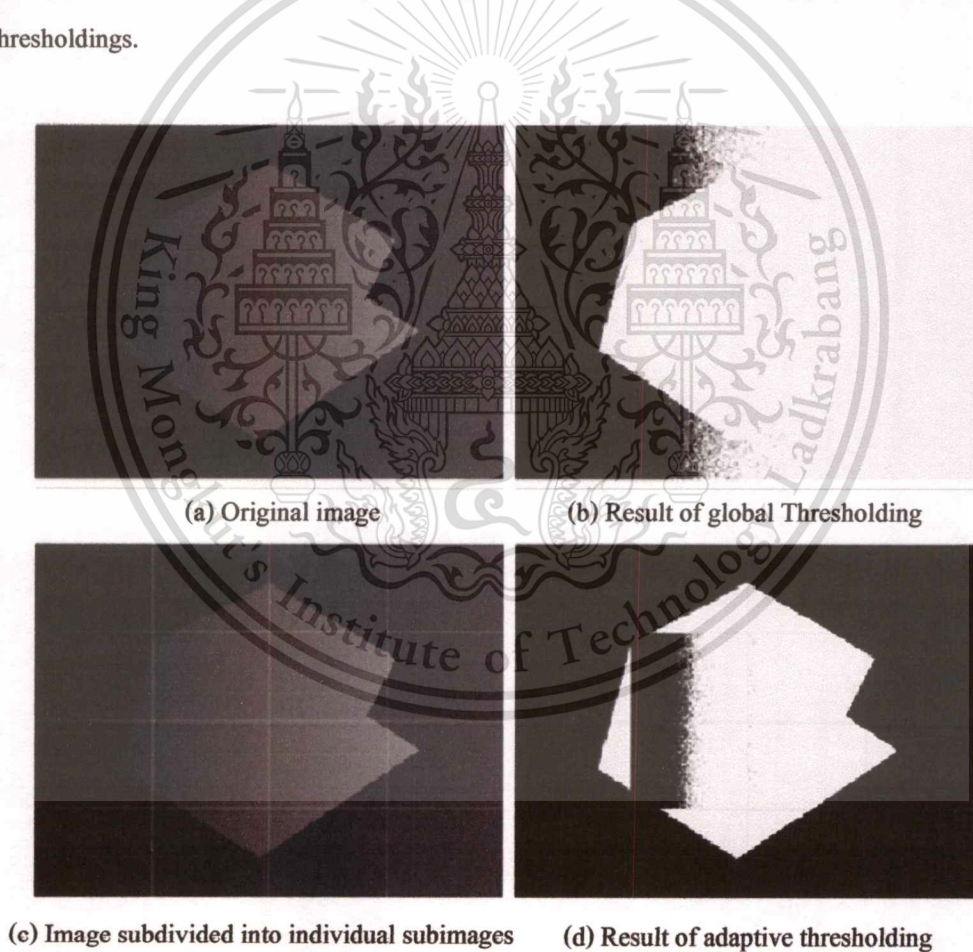 hresholdings.
(a) Original image
(b) Result of global Thresholding
(c) Image subdivided into individual subimages
(d) Result of adaptive thresholding
King Mongkut's Institute of Technology Ladkrabang